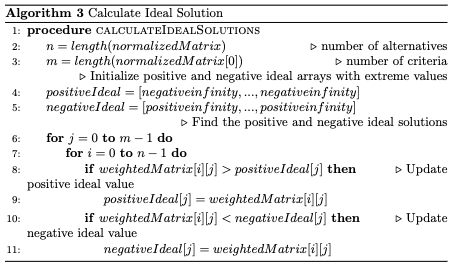 Algorithm 3 Calculate Ideal Solution
1: procedure CALCULATEIDEALSOLUTIONS
2: n = length(normalizedMatrix) ▷ number of alternatives
3: m = length(normalizedMatrix[0]) ▷ number of criteria
▷ Initialize positive and negative ideal arrays with extreme values
4: positiveIdeal = [negativeinfinity, ..., negativeinfinity]
5: negativeIdeal = [positiveinfinity, ..., positiveinfinity]
▷ Find the positive and negative ideal solutions
6: for j = 0 to m − 1 do
7: for i = 0 to n − 1 do
8: if weightedMatrix[i][j] > positiveIdeal[j] then ▷ Update
positive ideal value
9: positiveIdeal[j] = weightedMatrix[i][j]
10: if weightedMatrix[i][j] < negativeIdeal[j] then ▷ Update
negative ideal value
11: negativeIdeal[j] = weightedMatrix[i][j]